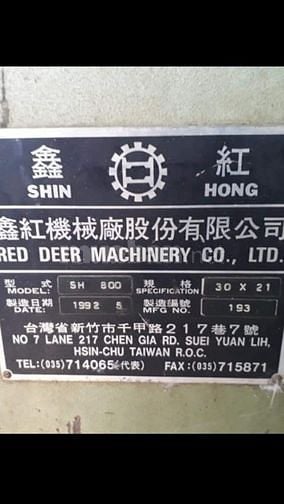 鑫 紅
SHIN HONG
鑫紅機械廠股份有限公司
RED DEER MACHINERY CO., LTD.
型式 規格
MODEL: SH 800 SPECIFICATION 30 X 21
製造日期 製造編號
DATE: 1992 5 MFG NO. 193
台灣省新竹市千甲路217巷7號
NO 7 LANE 217 CHEN GIA RD. SUEI YUAN LIH,
HSIN-CHU TAIWAN R.O.C.
TEL:(035)714065(代表) FAX:(035)715871